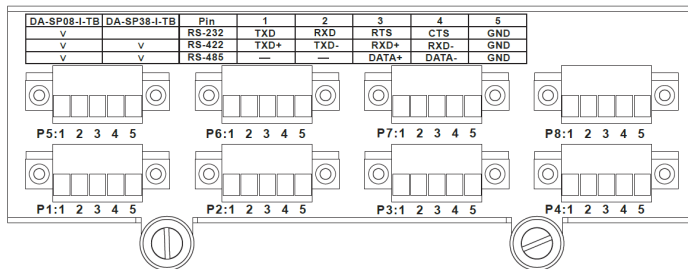 DA-SP08-I-TB DA-SP38-I-TB Pin 1 2 3 4 5
V RS-232 TXD RXD RTS CTS GND
V V RS-422 TXD+ TXD- RXD+ RXD- GND
V V RS-485 — — DATA+ DATA- GND
P5:1 2 3 4 5 P6:1 2 3 4 5 P7:1 2 3 4 5 P8:1 2 3 4 5
P1:1 2 3 4 5 P2:1 2 3 4 5 P3:1 2 3 4 5 P4:1 2 3 4 5